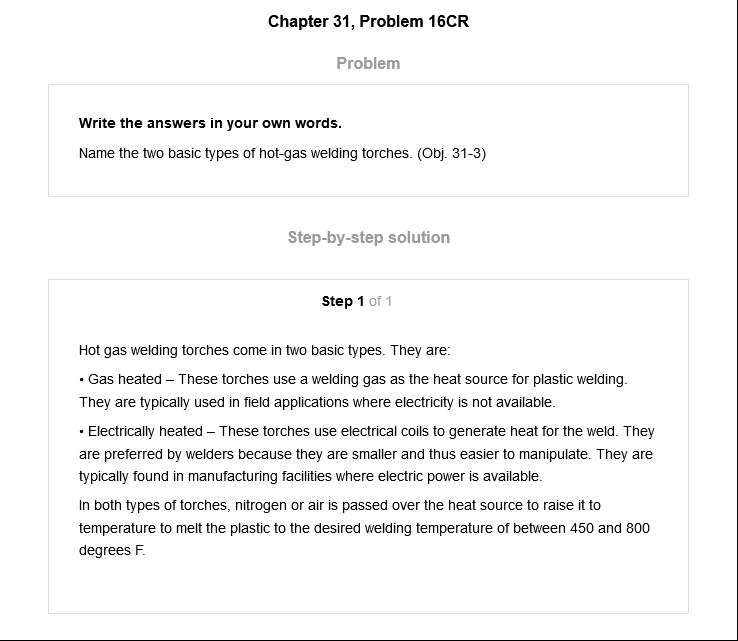 Chapter 31, Problem 16CR
Problem
Write the answers in your own words.
Name the two basic types of hot-gas welding torches. (Obj. 31-3)
Step-by-step solution
Step 1 of 1
Hot gas welding torches come in two basic types. They are:
• Gas heated – These torches use a welding gas as the heat source for plastic welding.
They are typically used in field applications where electricity is not available.
• Electrically heated – These torches use electrical coils to generate heat for the weld. They
are preferred by welders because they are smaller and thus easier to manipulate. They are
typically found in manufacturing facilities where electric power is available.
In both types of torches, nitrogen or air is passed over the heat source to raise it to
temperature to melt the plastic to the desired welding temperature of between 450 and 800
degrees F.